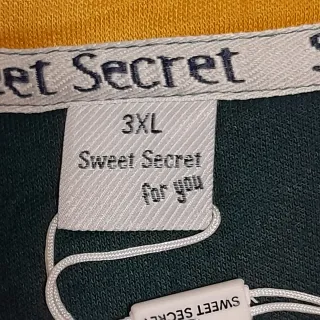 eet Secret S
3XL
Sweet Secret
for you
SWEET SECRE